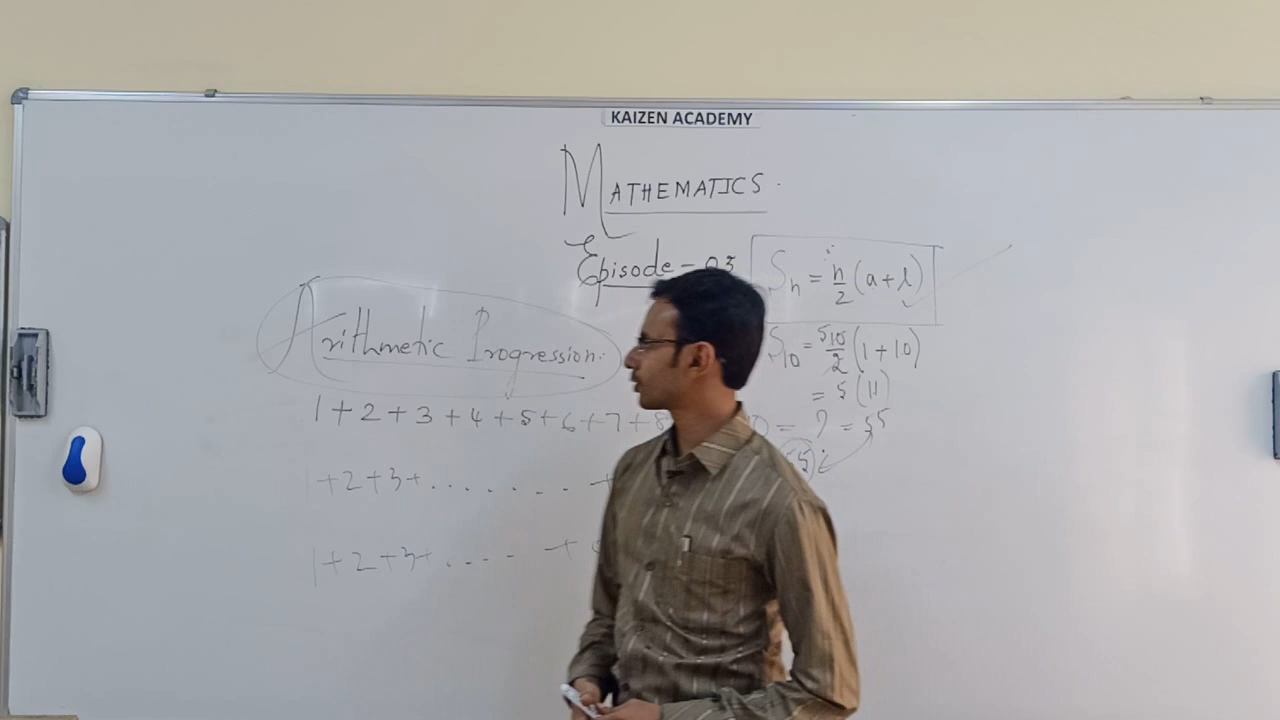 KAIZEN ACADEMY
MATHEMATICS.
Episode - 03
Sn = n/2 (a+l)
Arithmetic Progression.
S10 = 5 10/2 (1+10)
= 5 (11)
1 + 2 + 3 + 4 + 5 + 6 + 7 + 8 = ? = 55
1 + 2 + 3 + . . . . . . . +
1 + 2 + 3 + . . . . +